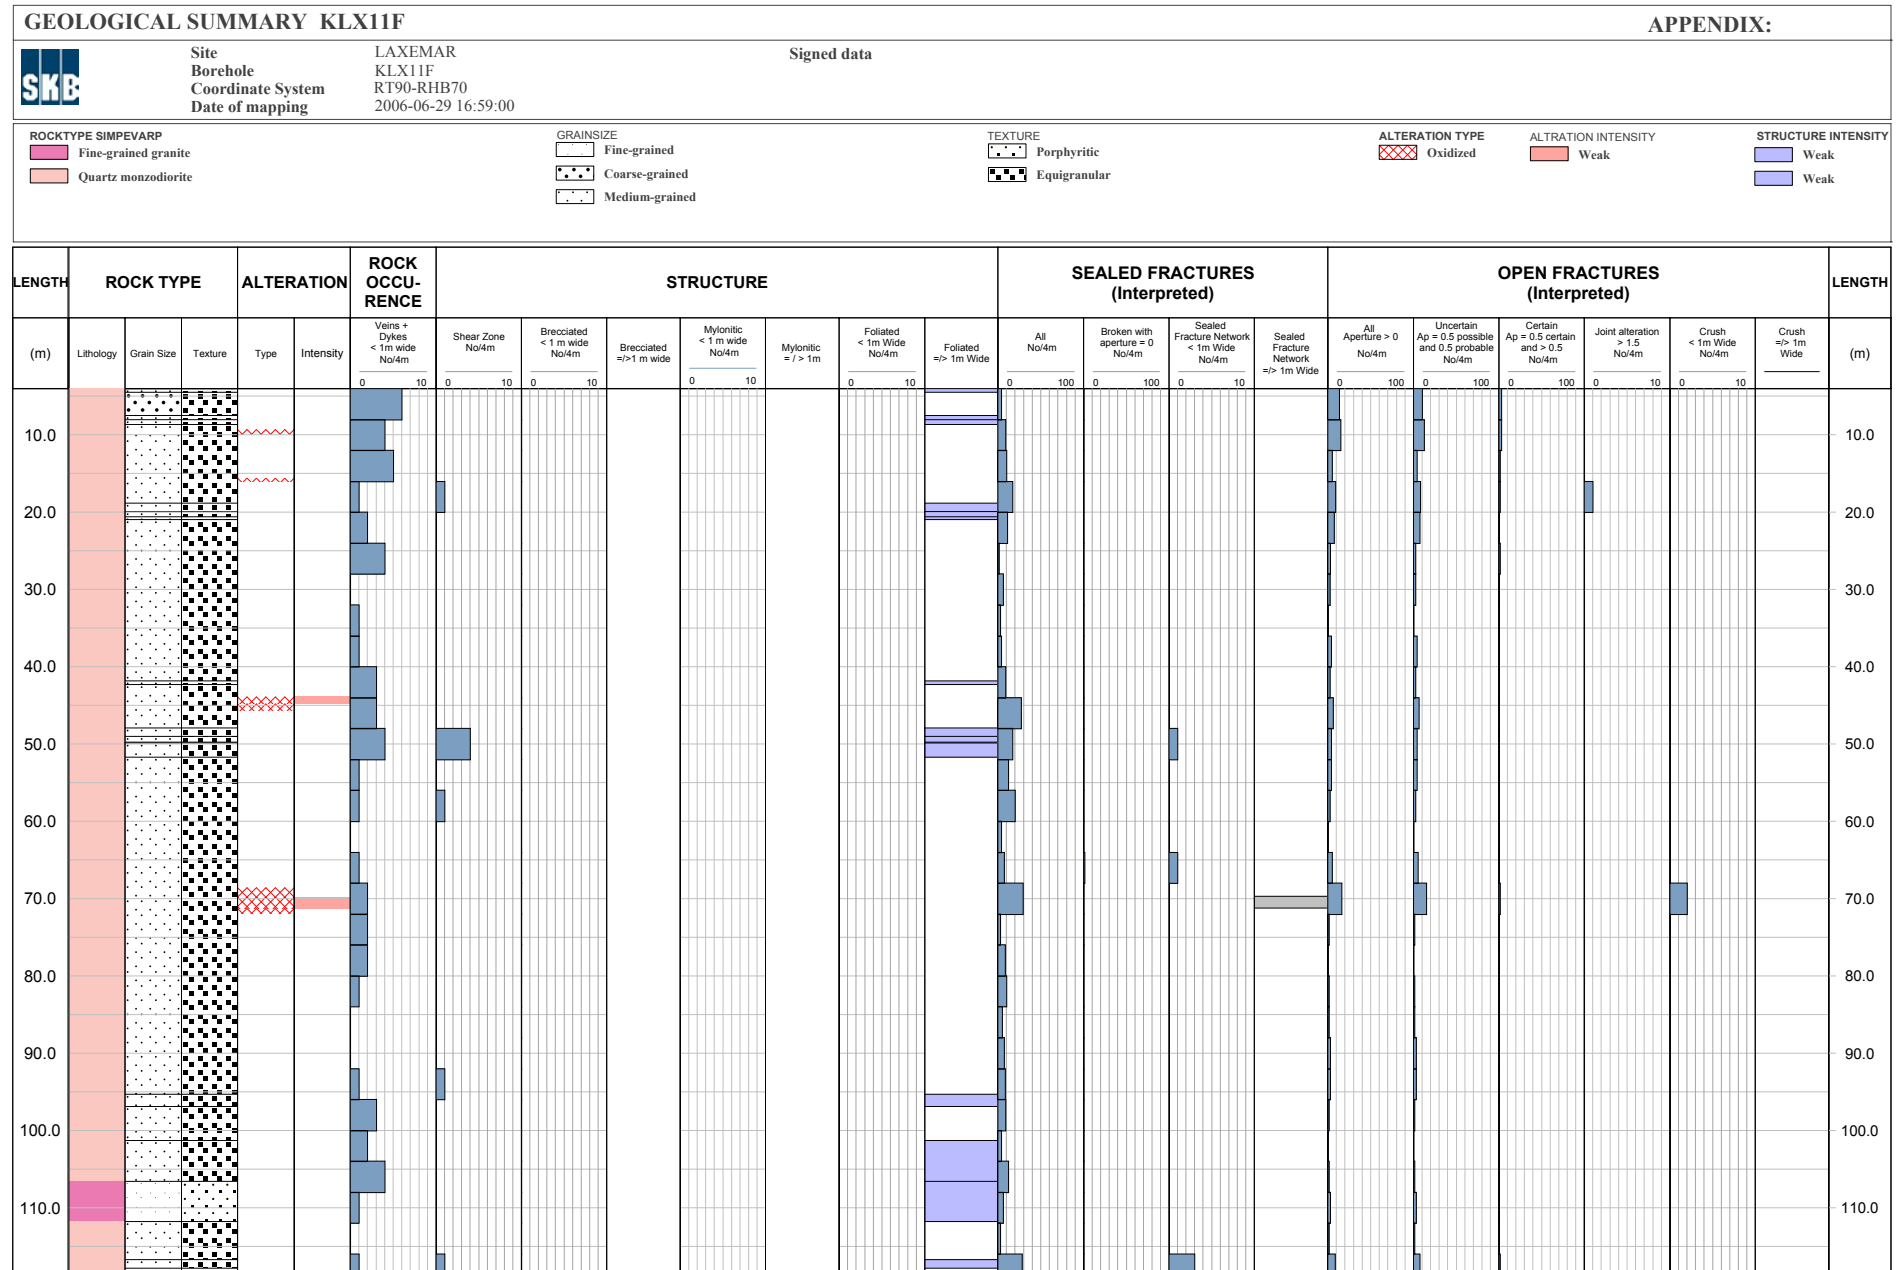 GEOLOGICAL SUMMARY KLX11F
APPENDIX:
SKB
Site LAXEMAR
Borehole KLX11F
Coordinate System RT90-RHB70
Date of mapping 2006-06-29 16:59:00
Signed data
ROCKTYPE SIMPEVARP
Fine-grained granite
Quartz monzodiorite
GRAINSIZE
Fine-grained
Coarse-grained
Medium-grained
TEXTURE
Porphyritic
Equigranular
ALTERATION TYPE
Oxidized
ALTRATION INTENSITY
Weak
STRUCTURE INTENSITY
Weak
Weak
LENGTH
ROCK TYPE
ALTERATION
ROCK
OCCU-
RENCE
STRUCTURE
SEALED FRACTURES
(Interpreted)
OPEN FRACTURES
(Interpreted)
LENGTH
(m)
Lithology
Grain Size
Texture
Type
Intensity
Veins +
Dykes
< 1m wide
No/4m
0 10
Shear Zone
No/4m
0 10
Brecciated
< 1 m wide
No/4m
0 10
Brecciated
=/>1 m wide
Mylonitic
< 1 m wide
No/4m
0 10
Mylonitic
= / > 1m
Foliated
< 1m Wide
No/4m
0 10
Foliated
=/> 1m Wide
All
No/4m
0 100
Broken with
aperture = 0
No/4m
0 100
Sealed
Fracture Network
< 1m Wide
No/4m
0 10
Sealed
Fracture
Network
=/> 1m Wide
All
Aperture > 0
No/4m
0 100
Uncertain
Ap = 0.5 possible
and 0.5 probable
No/4m
0 100
Certain
Ap = 0.5 certain
and > 0.5
No/4m
0 100
Joint alteration
> 1.5
No/4m
0 10
Crush
< 1m Wide
No/4m
0 10
Crush
=/> 1m
Wide
(m)
10.0 10.0
20.0 20.0
30.0 30.0
40.0 40.0
50.0 50.0
60.0 60.0
70.0 70.0
80.0 80.0
90.0 90.0
100.0 100.0
110.0 110.0